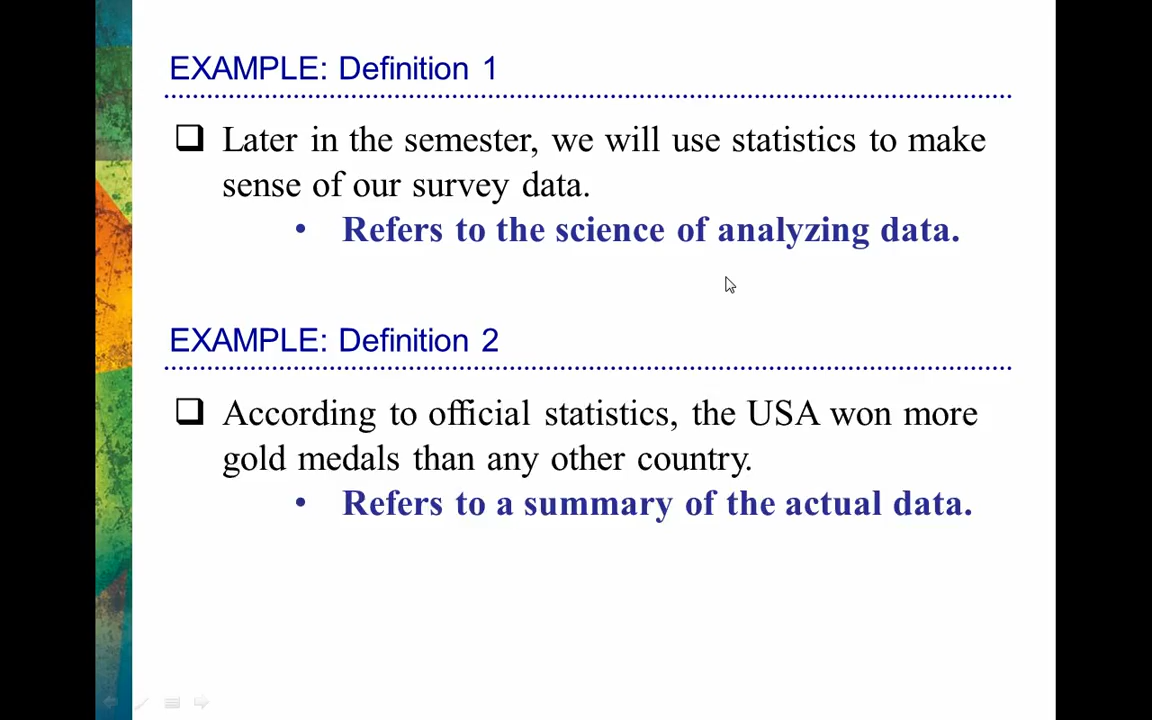 EXAMPLE: Definition 1
Later in the semester, we will use statistics to make
sense of our survey data.
• Refers to the science of analyzing data.
EXAMPLE: Definition 2
According to official statistics, the USA won more
gold medals than any other country.
• Refers to a summary of the actual data.